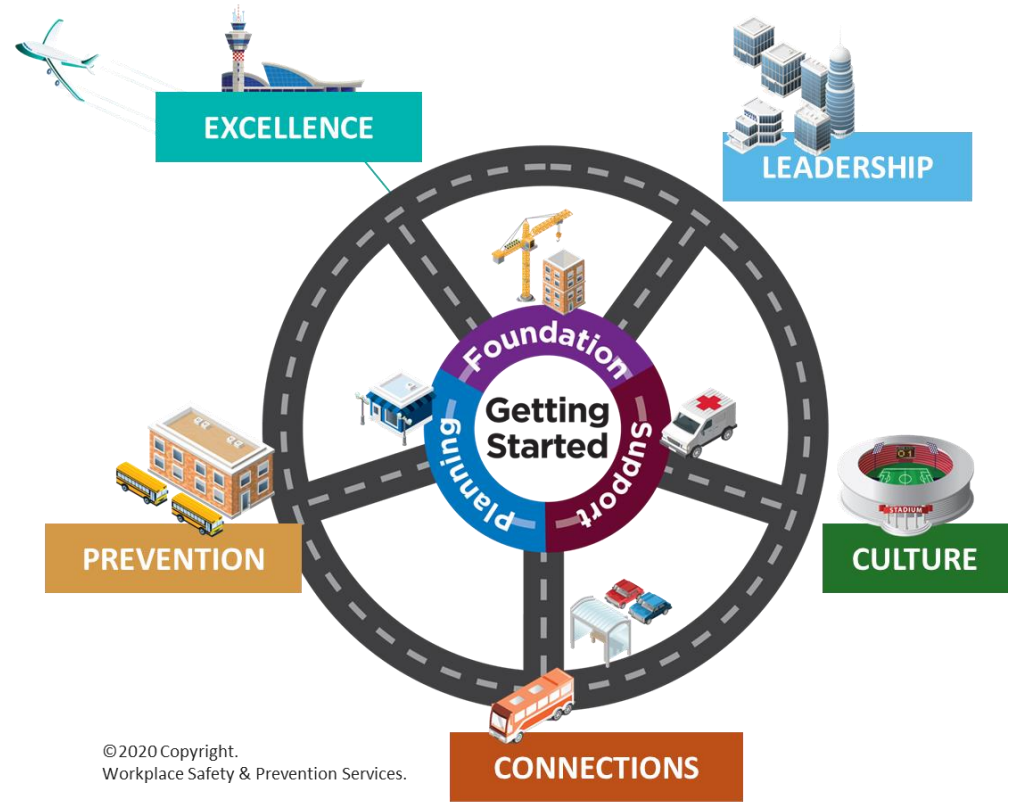 EXCELLENCE
LEADERSHIP
Foundation
Getting
Started
Planning
Support
PREVENTION
STADIUM
CULTURE
©2020 Copyright.
Workplace Safety & Prevention Services.
CONNECTIONS